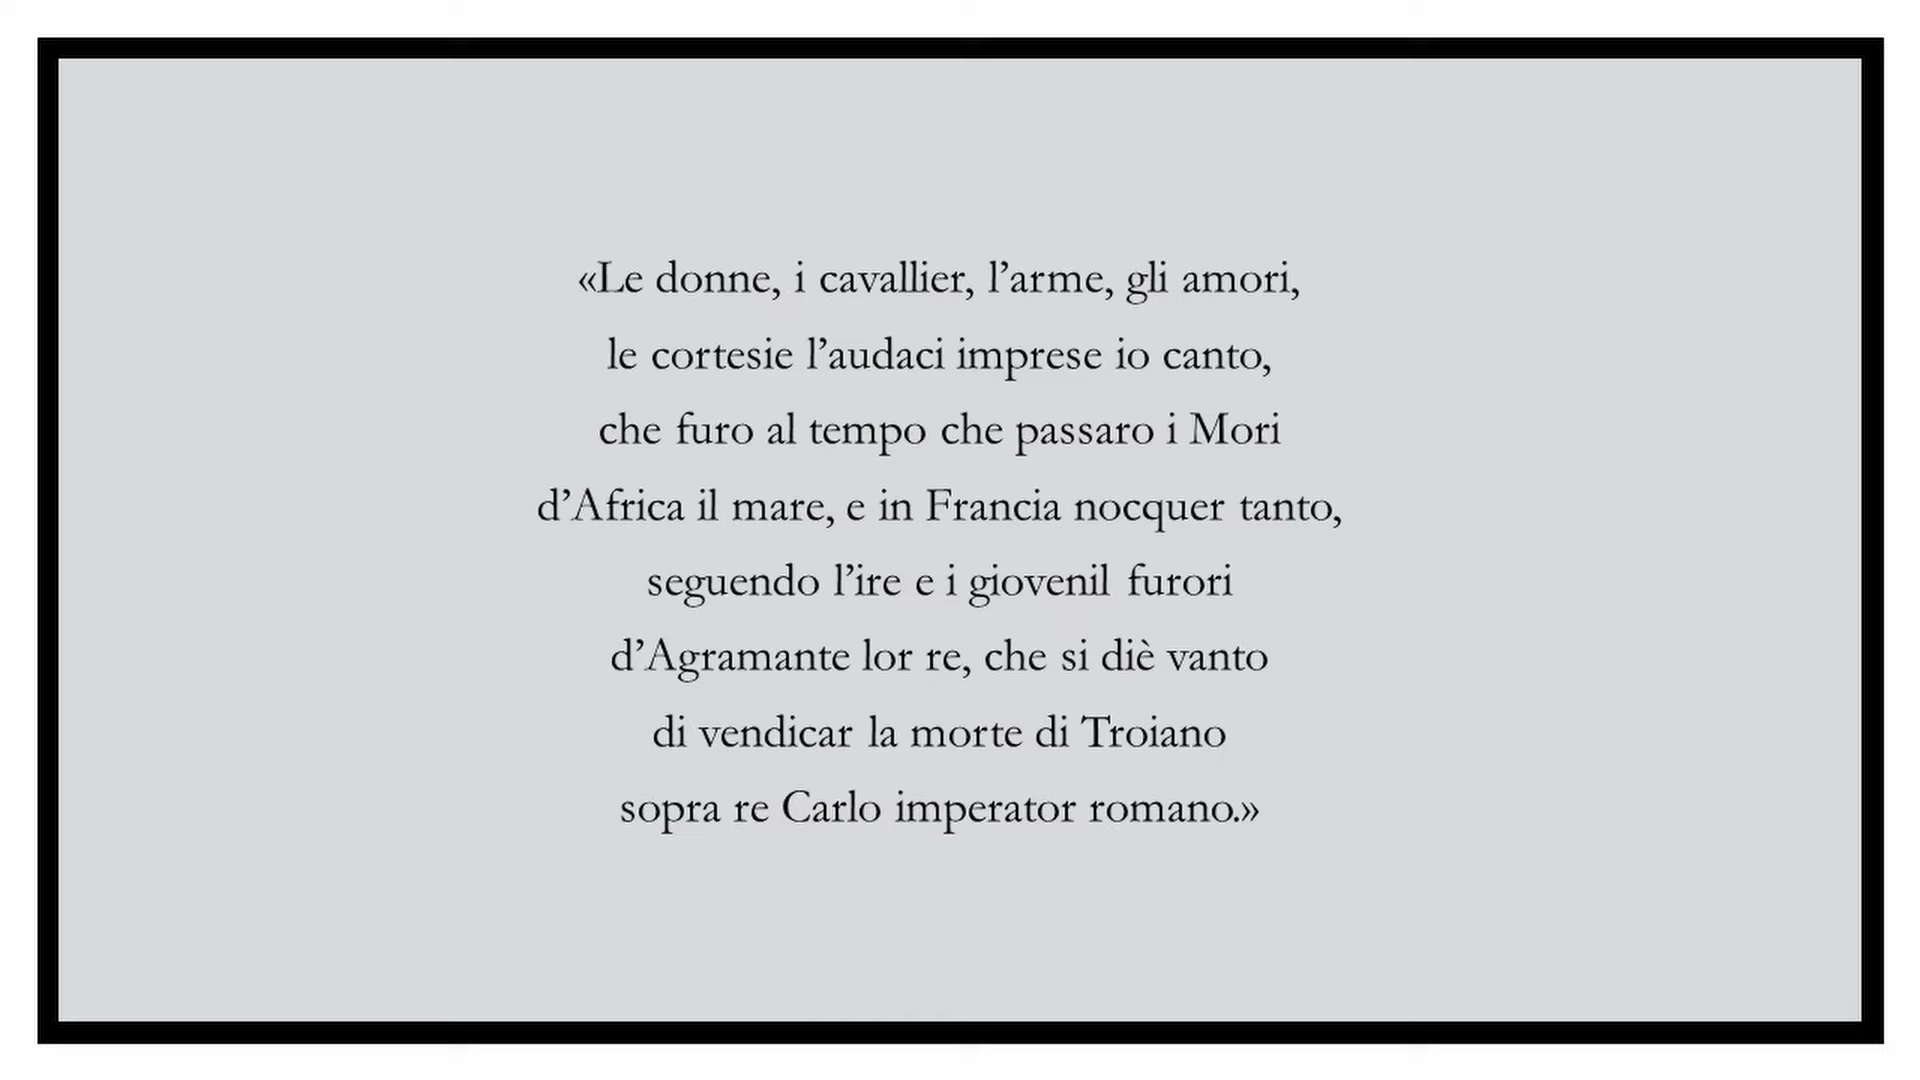 «Le donne, i cavallier, l’arme, gli amori,
le cortesie l’audaci imprese io canto,
che furo al tempo che passaro i Mori
d’Africa il mare, e in Francia nocquer tanto,
seguendo l’ire e i giovenil furori
d’Agramante lor re, che si diè vanto
di vendicar la morte di Troiano
sopra re Carlo imperator romano.»